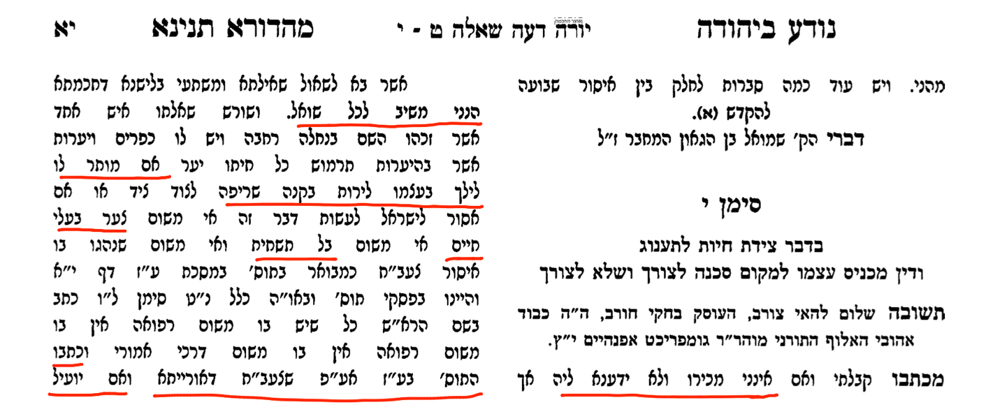 נודע ביהודה יורה דעה שאלה ט - י מהדורא תנינא יא
מהני. ויש עוד כמה סברות לחלק בין איסור שבועה
להקדש (א).
דברי הק׳ שמואל בן הגאון המחבר ז״ל
סימן י
בדבר צידת חיות לתענוג
ודין מכניס עצמו למקום סכנה לצורך ושלא לצורך
תשובה שלום להאי צורב, העוסק בחקי חורב, ה״ה כבוד
אהובי האלוף התורני מוהר״ר גומפריכט אפנהיים י״ץ.
מכתבו קבלתי ואם אינני מכירו ולא ידענא ליה אך
אשר בא לשאול שאילתא ומשתעי בלישנא דחכמתא
הנני משיב לכל שואל. ושורש שאלתו איש אחד
אשר זכהו השם בנחלה רחבה ויש לו כפרים ויערות
אשר בהיערות תרמוש כל חיתו יער אם מותר לו
לילך בעצמו לירות בקנה שריפה לצוד ציד או אם
אסור לישראל לעשות דבר זה אי משום צער בעלי
חיים אי משום בל תשחית ואי משום שנהגו בו
איסור צעב״ח כמבואר בתוס׳ במסכת ע״ז דף י״א
והיינו בפסקי תוס׳ ובאו״ה כלל נ״ט סימן ל״ו כתב
בשם הרא״ש כל שיש בו משום רפואה אין בו
משום רפואה אין בו משום דרכי אמורי וכתבו
התוס׳ בע״ז אע״פ שצעב״ח דאורייתא ואם יועיל